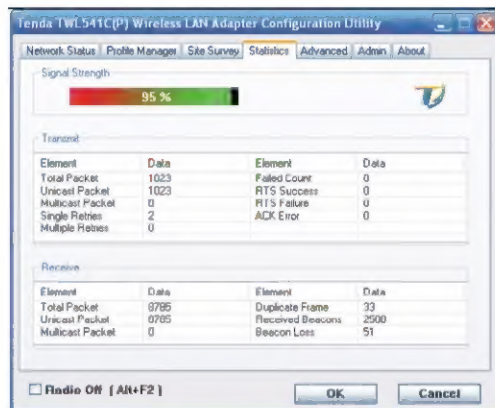 Tenda TWL541C(P) Wireless LAN Adapter Configuration Utility
Network Status Profile Manager Site Survey Statistics Advanced Admin About
Signal Strength
95 %
Transmit
Element Data Element Data
Total Packet 1023 Failed Count 0
Unicast Packet 1023 RTS Success 0
Multicast Packet 0 RTS Failure 0
Single Retries 2 ACK Error 0
Multiple Retries 0
Receive
Element Data Element Data
Total Packet 8785 Duplicate Frame 33
Unicast Packet 8785 Received Beacons 2500
Multicast Packet 0 Beacon Loss 51
Radio Off ( Alt+F2 ) OK Cancel